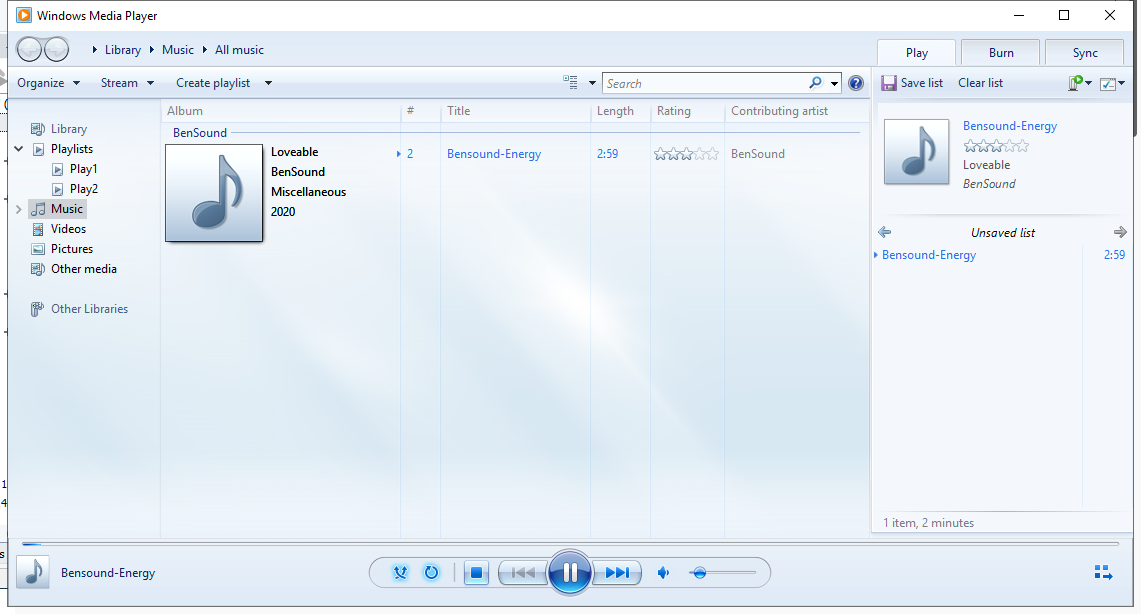 Windows Media Player
Library Music All music
Play Burn Sync
Organize Stream Create playlist Search Save list Clear list
Album # Title Length Rating Contributing artist
BenSound
Library
Playlists
Play1
Play2
Music
Videos
Pictures
Other media
Other Libraries
Loveable 2 Bensound-Energy 2:59 BenSound
BenSound
Miscellaneous
2020
Bensound-Energy
Loveable
BenSound
Unsaved list
Bensound-Energy 2:59
1 item, 2 minutes
Bensound-Energy